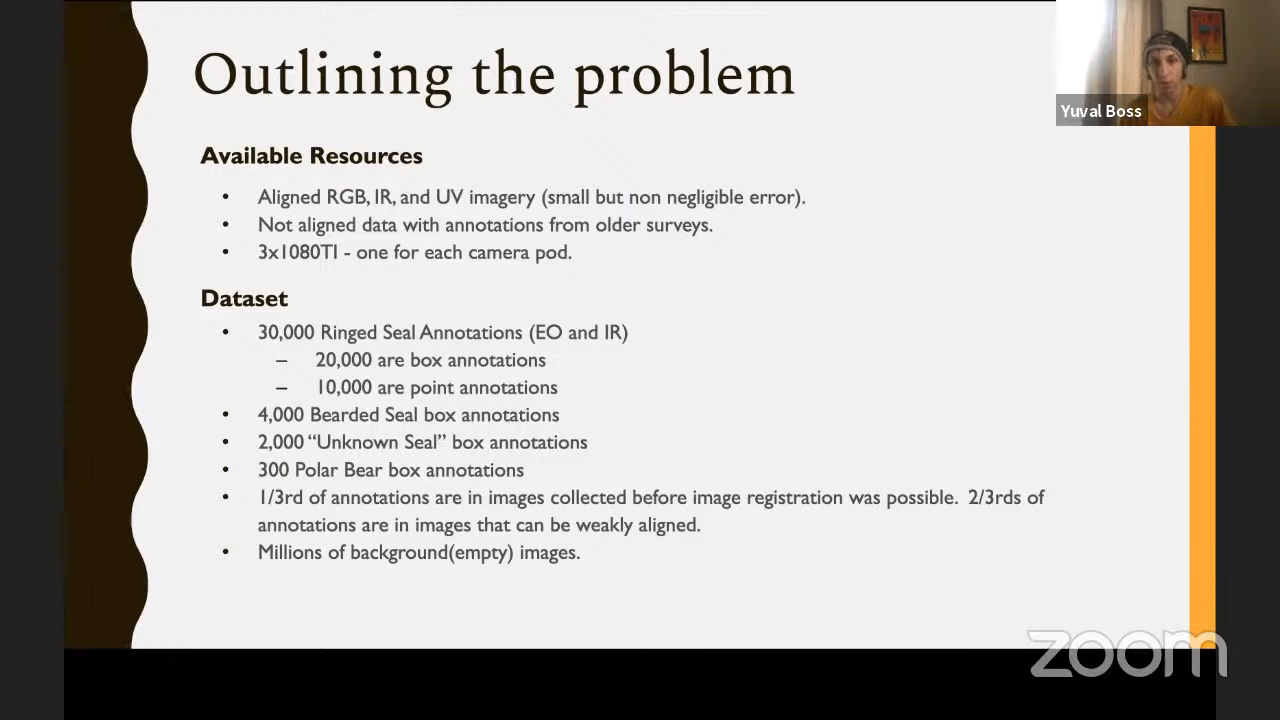 Outlining the problem
Yuval Boss
Available Resources
• Aligned RGB, IR, and UV imagery (small but non negligible error).
• Not aligned data with annotations from older surveys.
• 3x1080TI - one for each camera pod.
Dataset
• 30,000 Ringed Seal Annotations (EO and IR)
– 20,000 are box annotations
– 10,000 are point annotations
• 4,000 Bearded Seal box annotations
• 2,000 “Unknown Seal” box annotations
• 300 Polar Bear box annotations
• 1/3rd of annotations are in images collected before image registration was possible. 2/3rds of
annotations are in images that can be weakly aligned.
• Millions of background(empty) images.
zoom